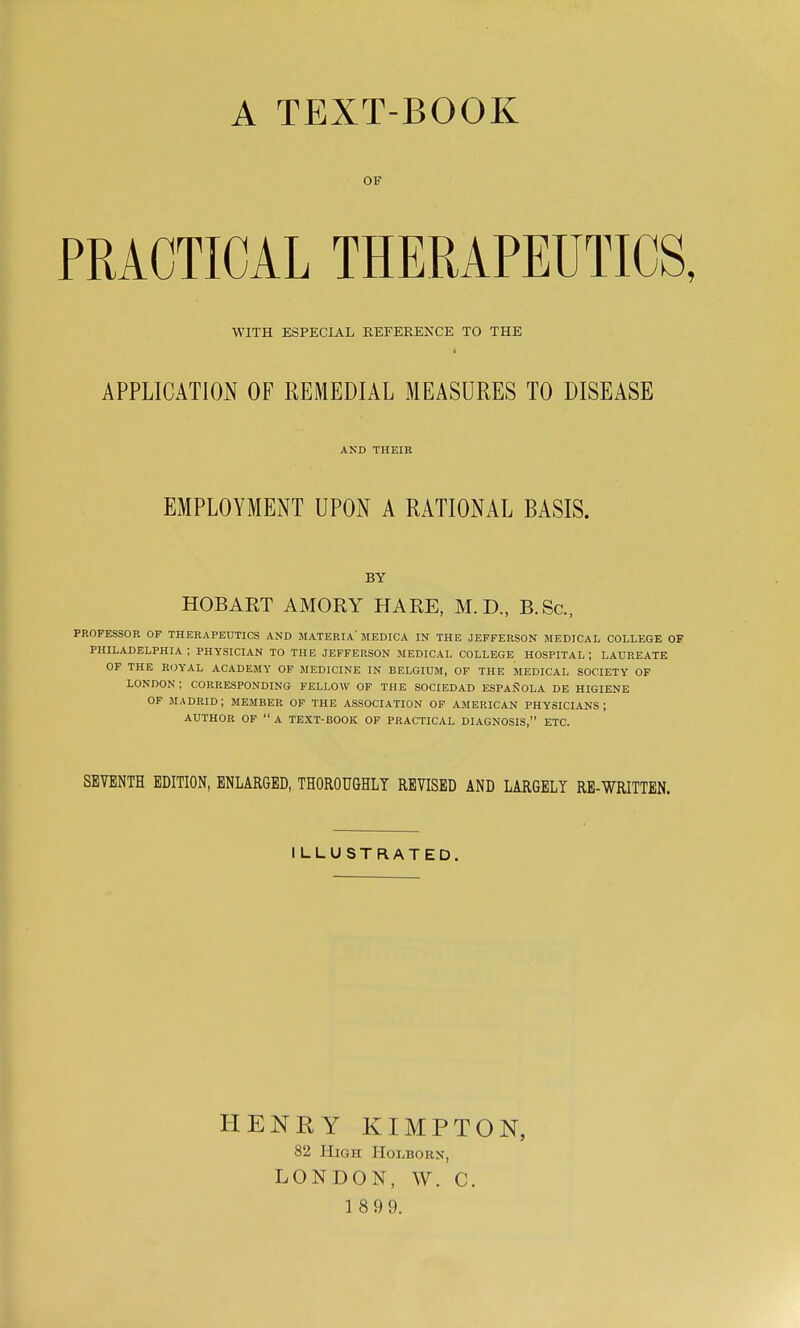 A TEXT-BOOK
OF
PRACTICAL THERAPEUTICS,
WITH ESPECIAL REFERENCE TO THE
APPLICATION OF REMEDIAL MEASURES TO DISEASE
AND THEIR
EMPLOYMENT UPON A RATIONAL BASIS.
BY
HOBART AMORY HARE, M. D., B. Sc.,
PROFESSOR OF THERAPEUTICS AND MATERIA MEDICA IN THE JEFFERSON MEDICAL COLLEGE OF
PHILADELPHIA ; PHYSICIAN TO THE JEFFERSON MEDICAL COLLEGE HOSPITAL ; LAUREATE
OF THE ROYAL ACADEMY OF MEDICINE IN BELGIUM, OF THE MEDICAL SOCIETY OF
LONDON ; CORRESPONDING FELLOW OF THE SOCIEDAD ESPAÑOLA DE HIGIENE
OF MADRID ; MEMBER OF THE ASSOCIATION OF AMERICAN PHYSICIANS ;
AUTHOR OF "A TEXT-BOOK OF PRACTICAL DIAGNOSIS," ETC.
SEVENTH EDITION, ENLARGED, THOROUGHLY REVISED AND LARGELY RE-WRITTEN.
ILLUSTRATED.
HENRY KIMPTON,
82 HIGH HOLBORN,
LONDON, W. C.
1899.